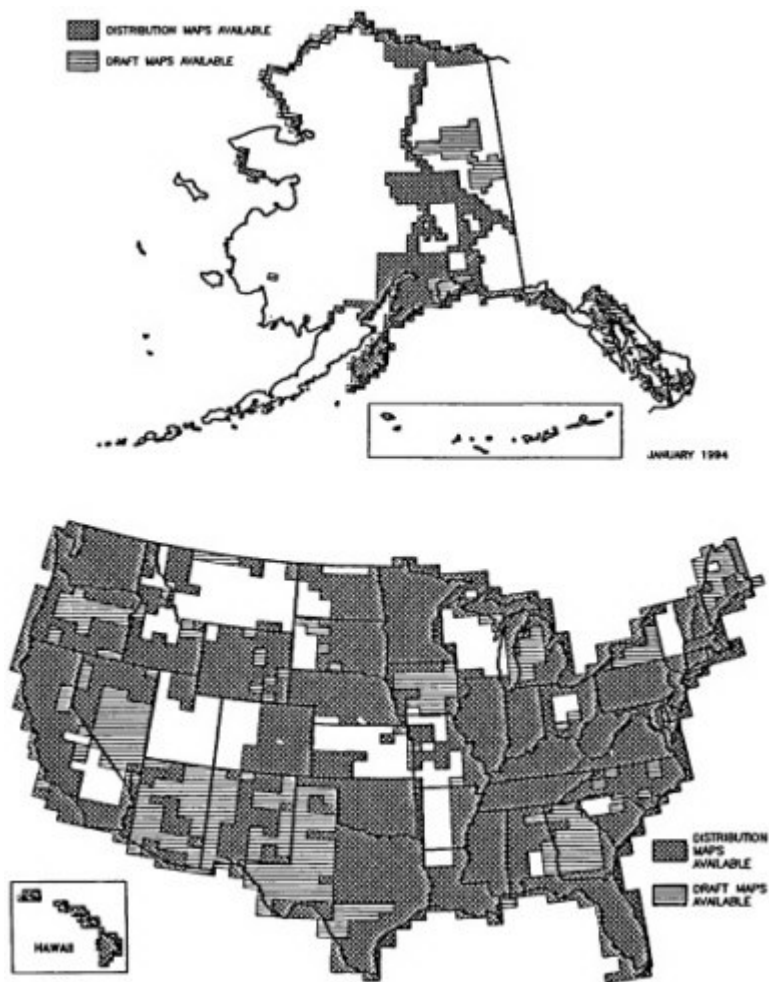 DISTRIBUTION MAPS AVAILABLE
DRAFT MAPS AVAILABLE
JANUARY 1994
DISTRIBUTION
MAPS
AVAILABLE
DRAFT MAPS
AVAILABLE
HAWAII